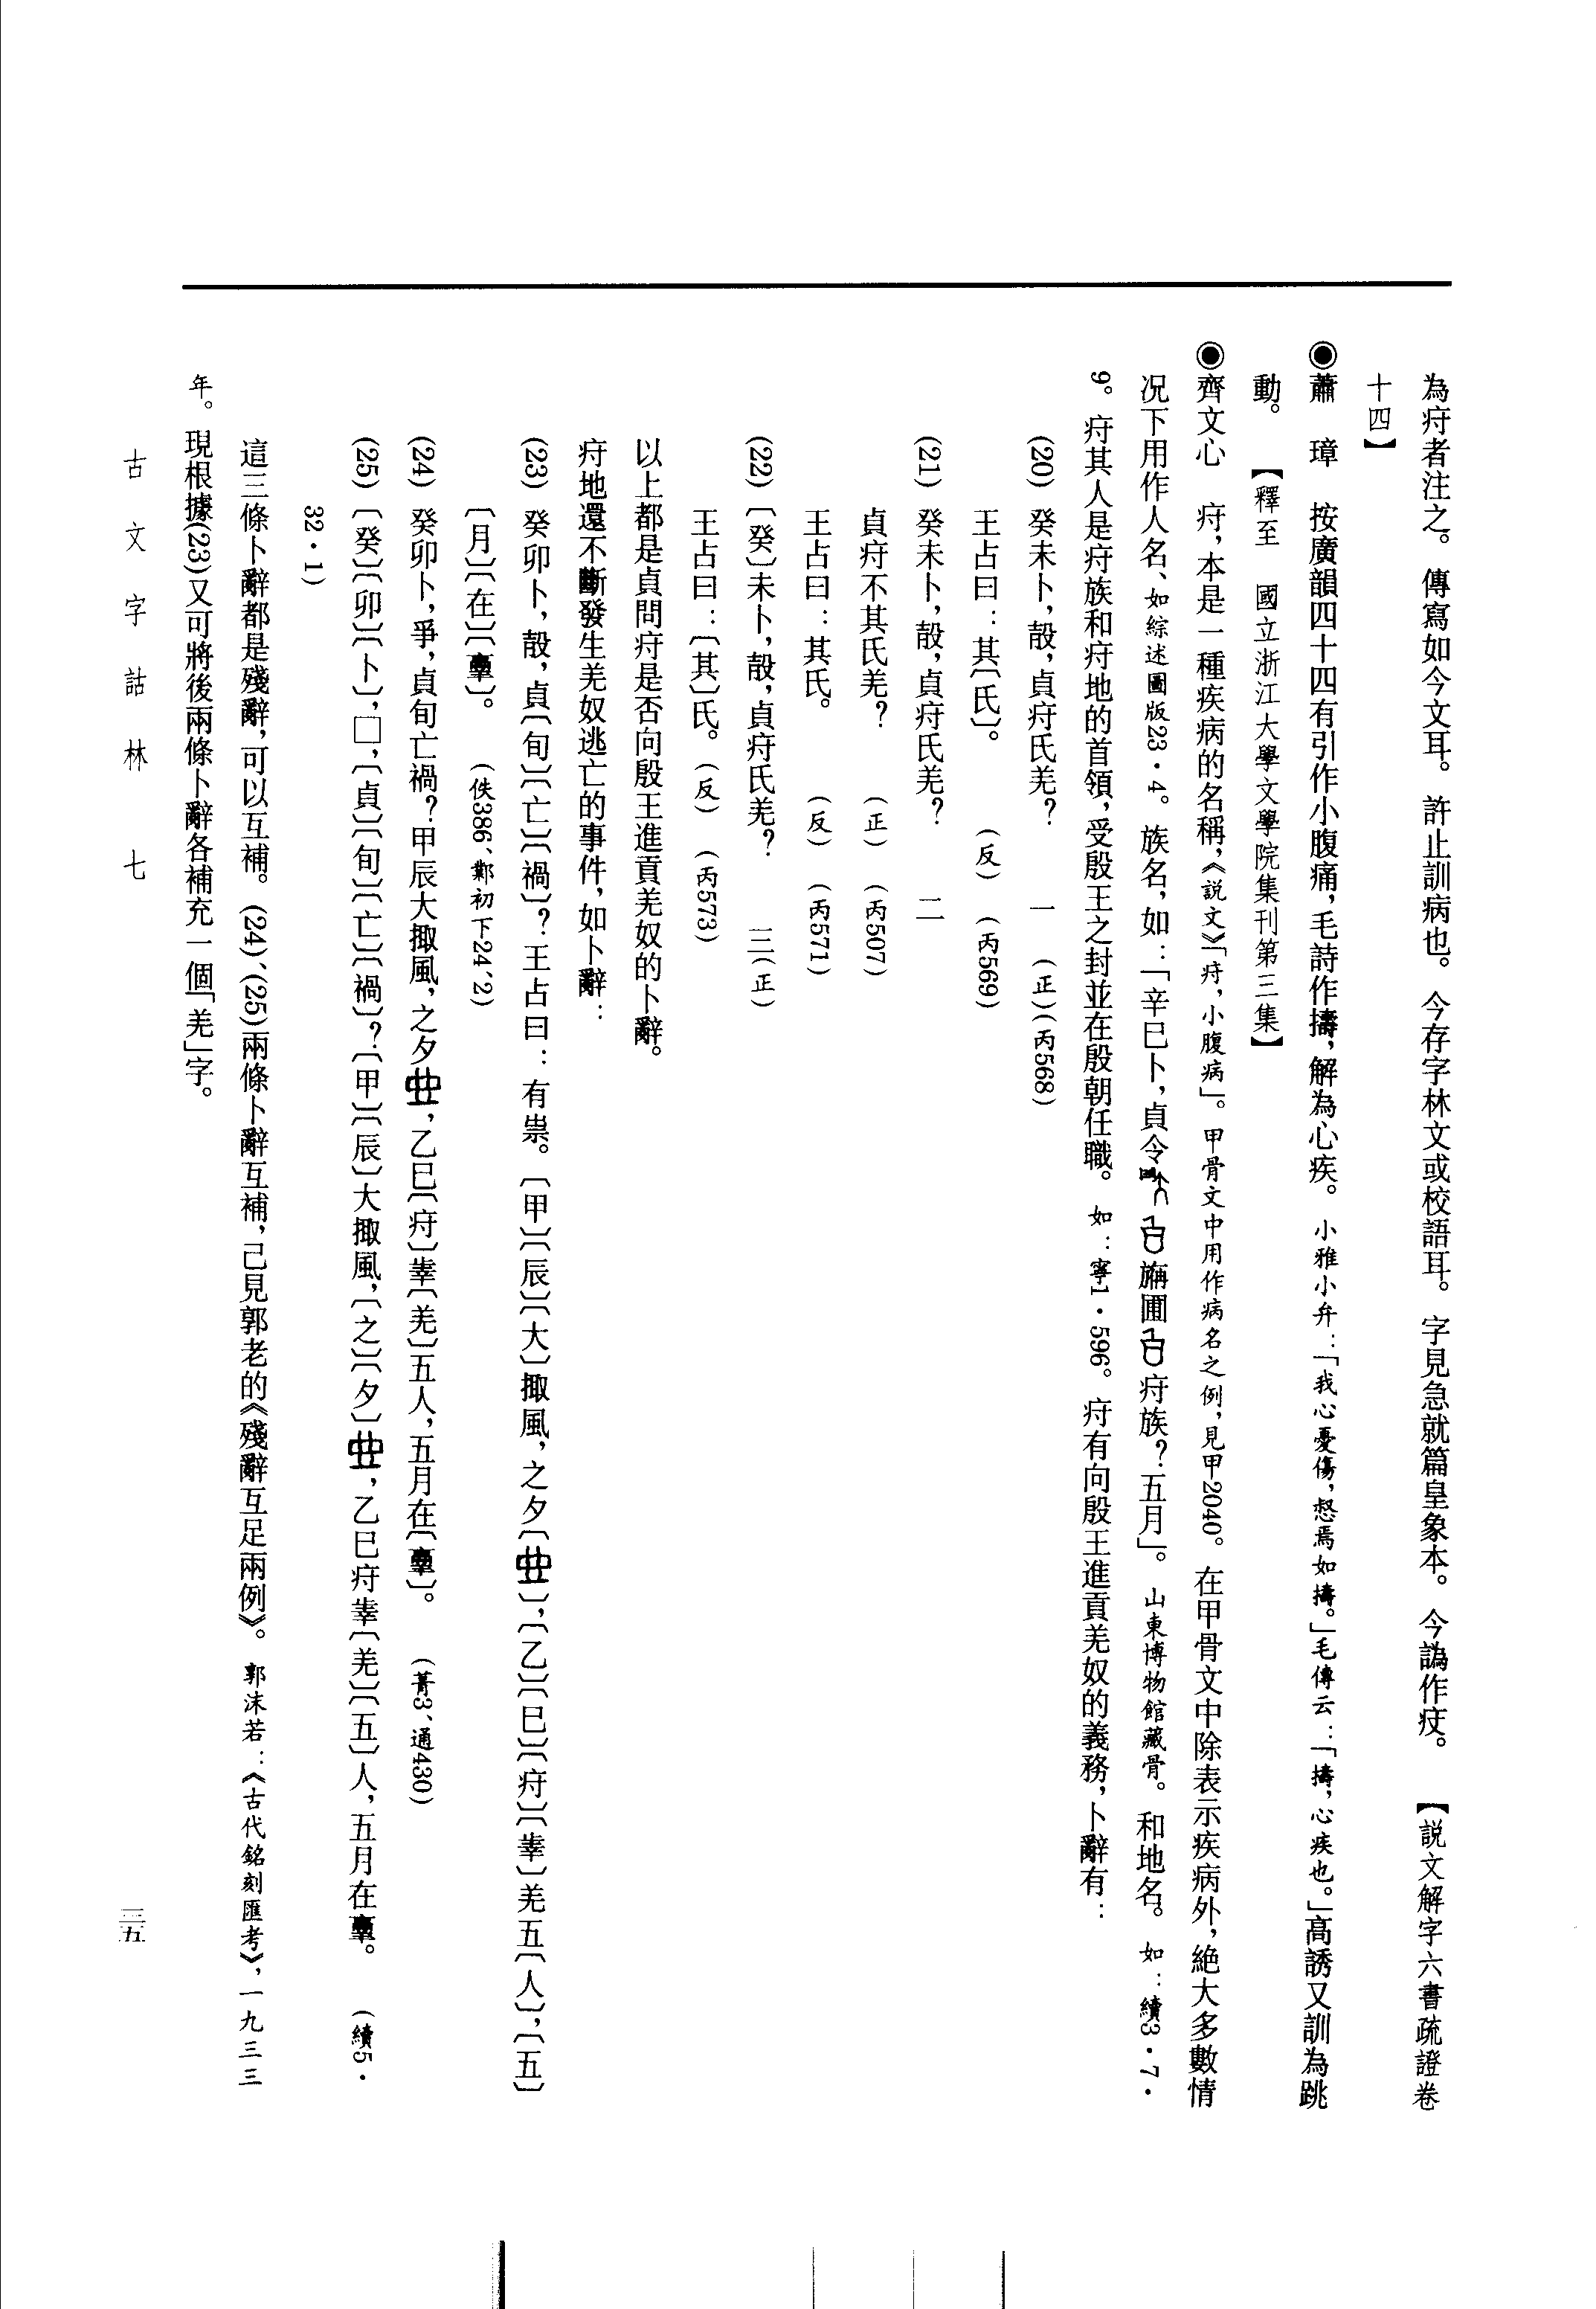 為疛者注之。傳寫如今文耳。許止訓病也。今存字林文或校語耳。字見急就篇皇象本。今譌作疛。【説文解字六書疏證卷
十四】
◉蕭　璋　按廣韻四十四有引作小腹痛，毛詩作擣，解為心疾。小雅小弁：「我心憂傷，惄焉如擣。」毛傳云：「擣，心疾也。」高誘又訓為跳
動。【釋至　國立浙江大學文學院集刊第三集】
◉齊文心　疛，本是一種疾病的名稱，《説文》「疛，小腹病」。甲骨文中用作病名之例，見甲2040。在甲骨文中除表示疾病外，絶大多數情
況下用作人名、如綜述圖版23·4。族名，如：「辛巳卜，貞令　　疛族？五月」。山東博物館藏骨。和地名。如：續3·7·
9。疛其人是疛族和疛地的首領，受殷王之封並在殷朝任職。如：寧1·596。疛有向殷王進貢羌奴的義務，卜辭有：
(20) 癸未卜，㱿，貞疛氏羌？　一　(正)(丙568)
王占曰：其〔氏〕。　(反)　(丙569)
(21) 癸未卜，㱿，貞疛氏羌？　二
貞疛不其氏羌？　(正)　(丙507)
王占曰：其氏。　(反)　(丙571)
(22)〔癸〕未卜，㱿，貞疛氏羌？　三(正)
王占曰：〔其〕氏。(反)　(丙573)
以上都是貞問疛是否向殷王進貢羌奴的卜辭。
疛地還不斷發生羌奴逃亡的事件，如卜辭：
(23) 癸卯卜，㱿，貞〔旬〕〔亡〕〔禍〕？王占曰：有祟。〔甲〕〔辰〕〔大〕掫風，之夕〔　〕，〔乙〕〔巳〕〔疛〕〔𡴘〕羌五〔人〕，〔五〕
〔月〕〔在〕〔　〕。　(佚386、鄴初下24、2)
(24) 癸卯卜，爭，貞旬亡禍？甲辰大掫風，之夕　，乙巳〔疛〕𡴘〔羌〕五人，五月在〔　〕。　(菁3、通430)
(25)〔癸〕〔卯〕〔卜〕，□，〔貞〕〔旬〕〔亡〕〔禍〕？〔甲〕〔辰〕大掫風，〔之〕〔夕〕　，乙巳疛𡴘〔羌〕〔五〕人，五月在　。　(續5·
32·1)
這三條卜辭都是殘辭，可以互補。(24)、(25)兩條卜辭互補，已見郭老的《殘辭互足兩例》。郭沫若：《古代銘刻匯考》，一九三三
年。現根據(23)又可將後兩條卜辭各補充一個「羌」字。
古文字詁林　七
三五